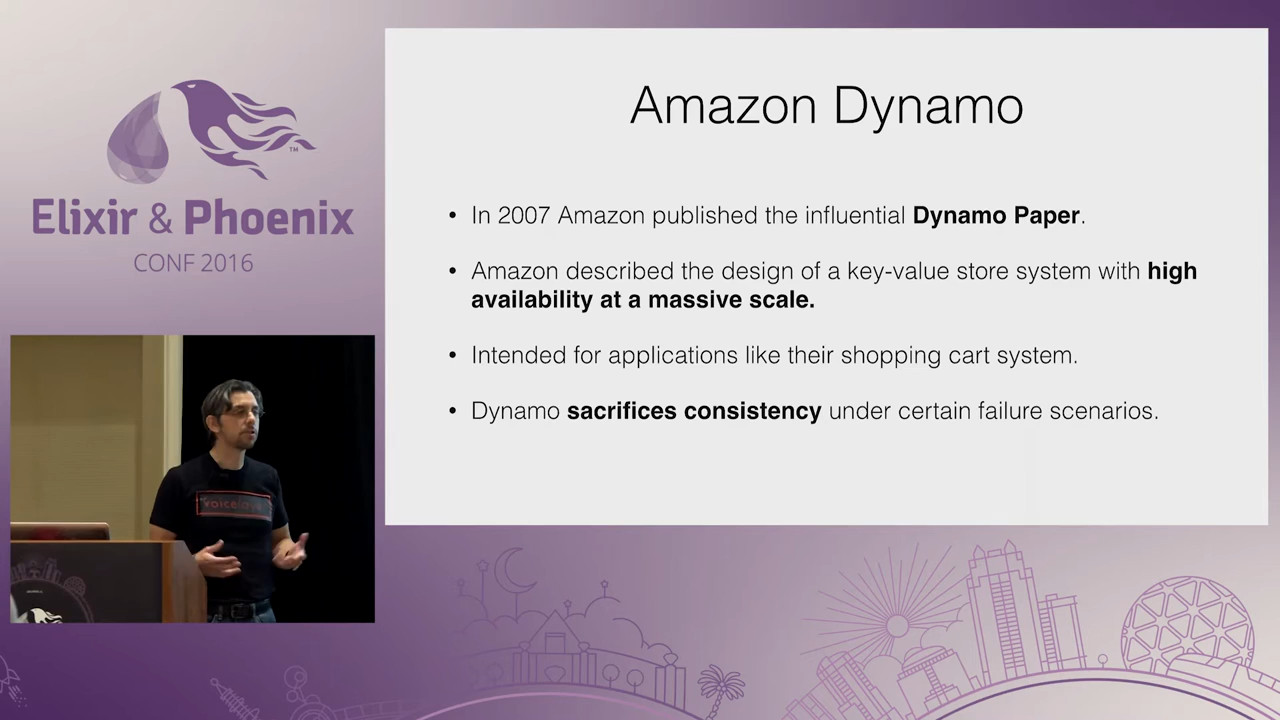 Elixir & Phoenix
CONF 2016
TM
Amazon Dynamo
• In 2007 Amazon published the influential Dynamo Paper.
• Amazon described the design of a key-value store system with high
availability at a massive scale.
• Intended for applications like their shopping cart system.
• Dynamo sacrifices consistency under certain failure scenarios.